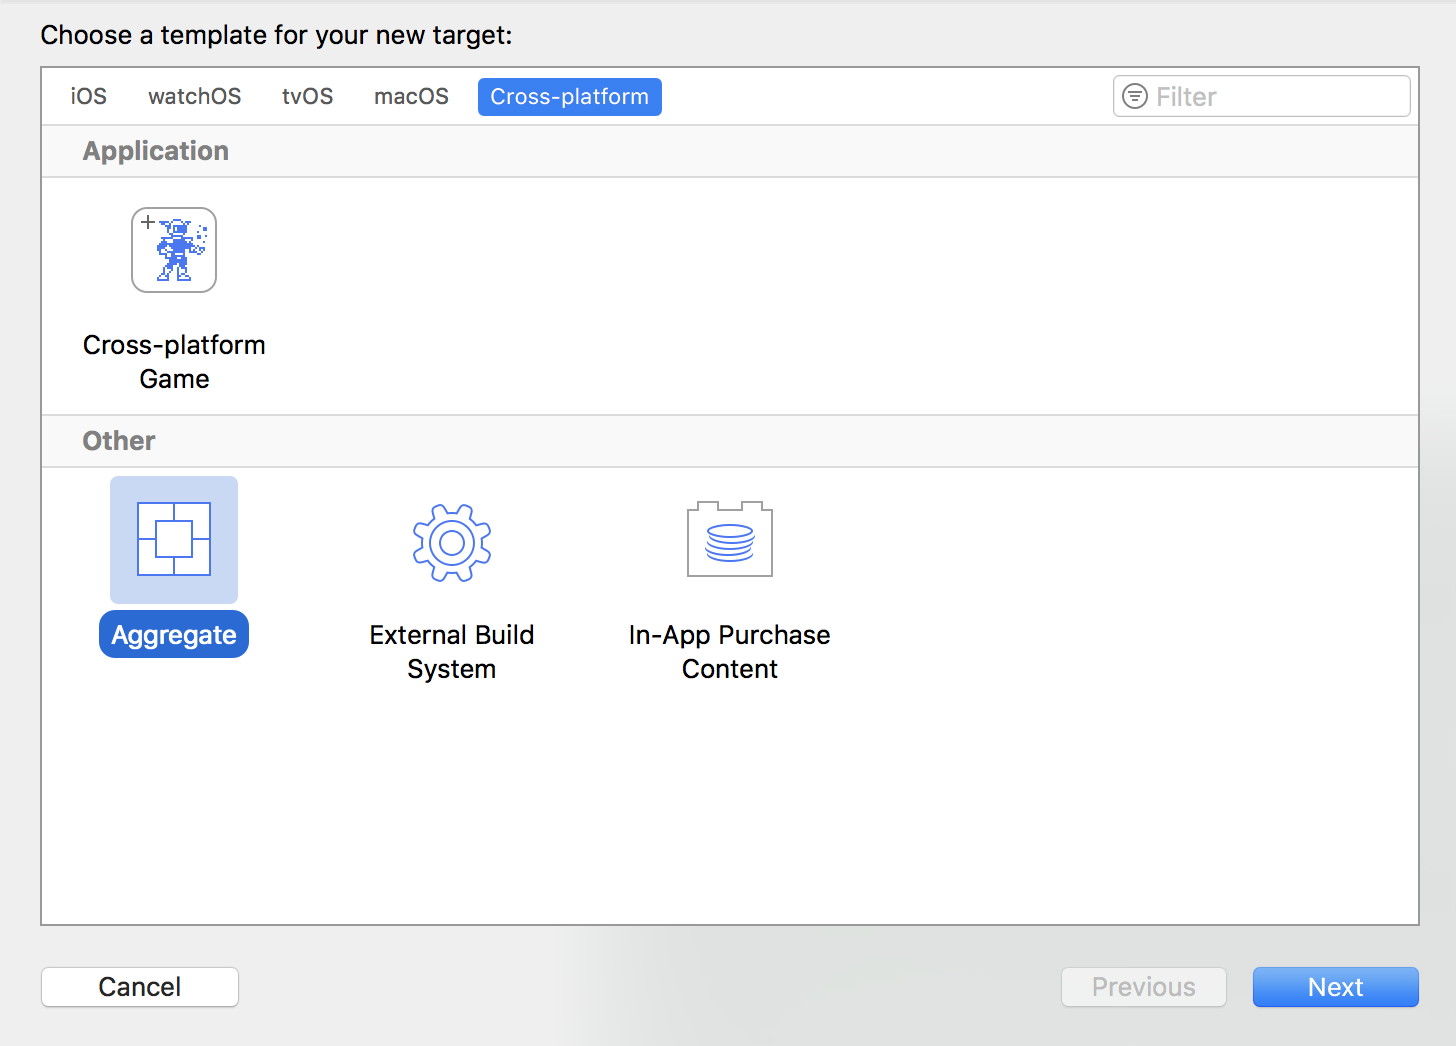 Choose a template for your new target:
iOS watchOS tvOS macOS Cross-platform Filter
Application
Cross-platform
Game
Other
Aggregate External Build In-App Purchase
System Content
Cancel Previous Next